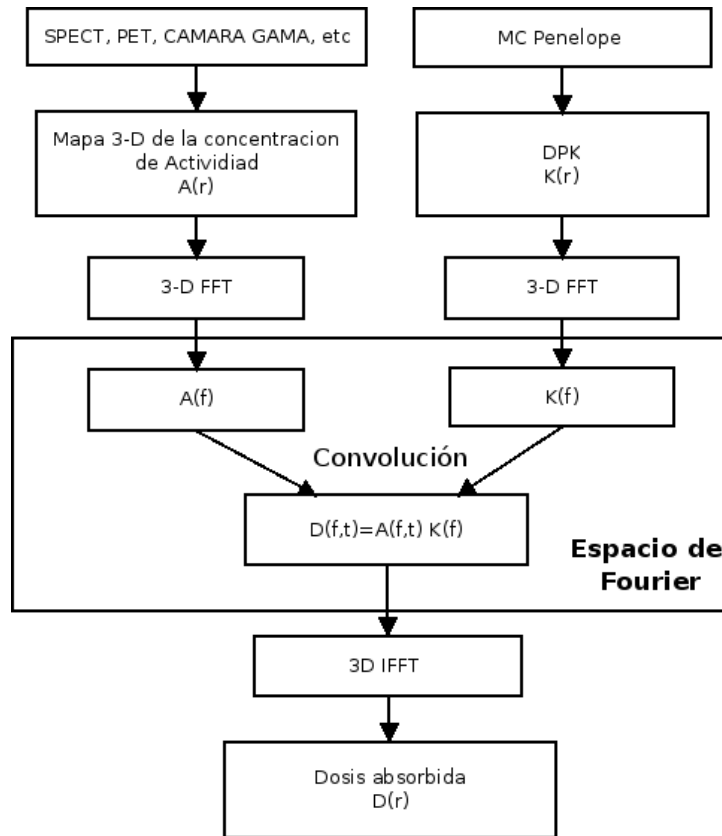 SPECT, PET, CAMARA GAMA, etc
MC Penelope
Mapa 3-D de la concentracion
de Actividiad
A(r)
DPK
K(r)
3-D FFT
3-D FFT
A(f)
K(f)
Convolución
D(f,t)=A(f,t) K(f)
Espacio de
Fourier
3D IFFT
Dosis absorbida
D(r)